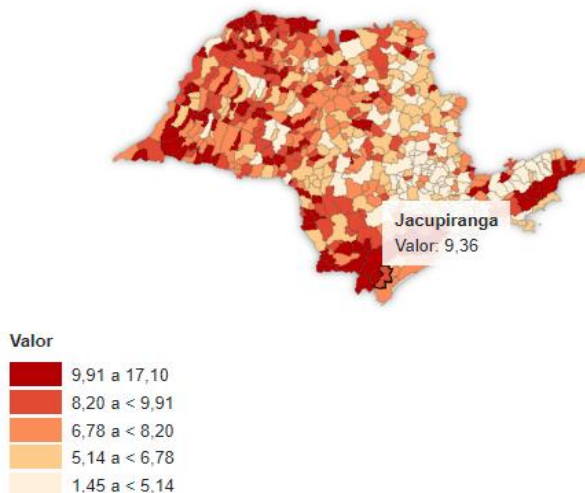 Jacupiranga
Valor: 9,36
Valor
9,91 a 17,10
8,20 a < 9,91
6,78 a < 8,20
5,14 a < 6,78
1,45 a < 5,14